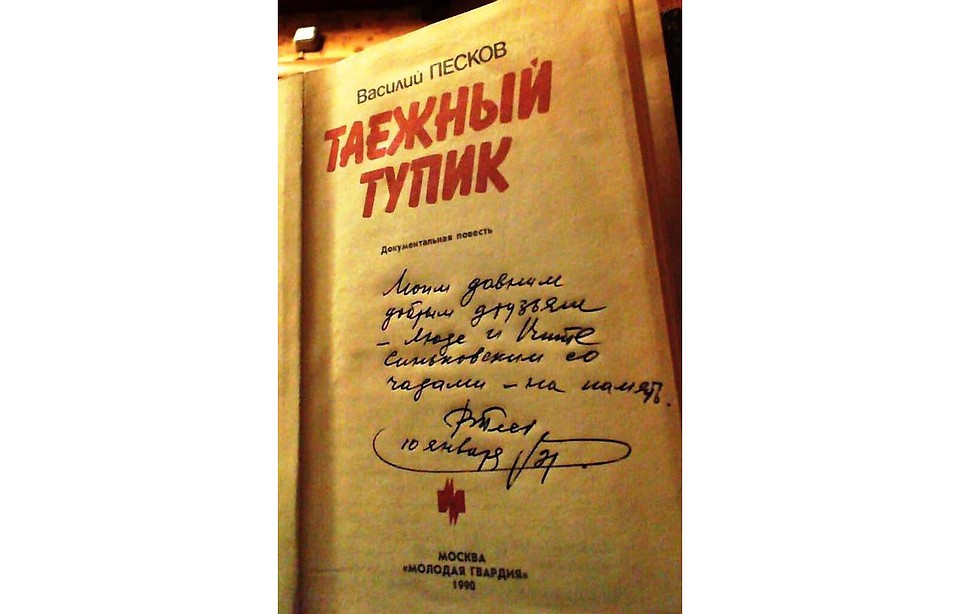 Василий ПЕСКОВ
ТАЕЖНЫЙ
ТУПИК
Документальная повесть
Моим давним
добрым друзьям
– Люде и
Синьковским со
чадами – на память.
10 января
МОСКВА
«МОЛОДАЯ ГВАРДИЯ»
1990